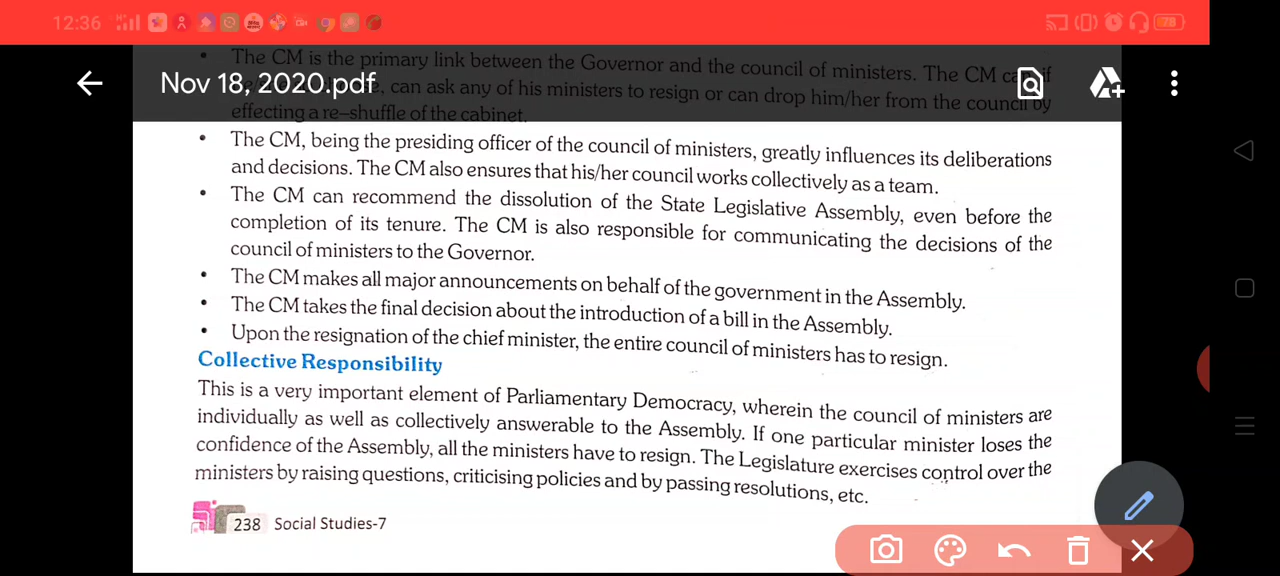 12:36
78
• The CM is the primary link between the Governor and the council of ministers. The CM can if
Nov 18, 2020.pdf
can ask any of his ministers to resign or can drop him/her from the council by
effecting a re-shuffle of the cabinet.
• The CM, being the presiding officer of the council of ministers, greatly influences its deliberations
and decisions. The CM also ensures that his/her council works collectively as a team.
• The CM can recommend the dissolution of the State Legislative Assembly, even before the
completion of its tenure. The CM is also responsible for communicating the decisions of the
council of ministers to the Governor.
• The CM makes all major announcements on behalf of the government in the Assembly.
• The CM takes the final decision about the introduction of a bill in the Assembly.
• Upon the resignation of the chief minister, the entire council of ministers has to resign.
Collective Responsibility
This is a very important element of Parliamentary Democracy, wherein the council of ministers are
individually as well as collectively answerable to the Assembly. If one particular minister loses the
confidence of the Assembly, all the ministers have to resign. The Legislature exercises control over the
ministers by raising questions, criticising policies and by passing resolutions, etc.
238 Social Studies-7